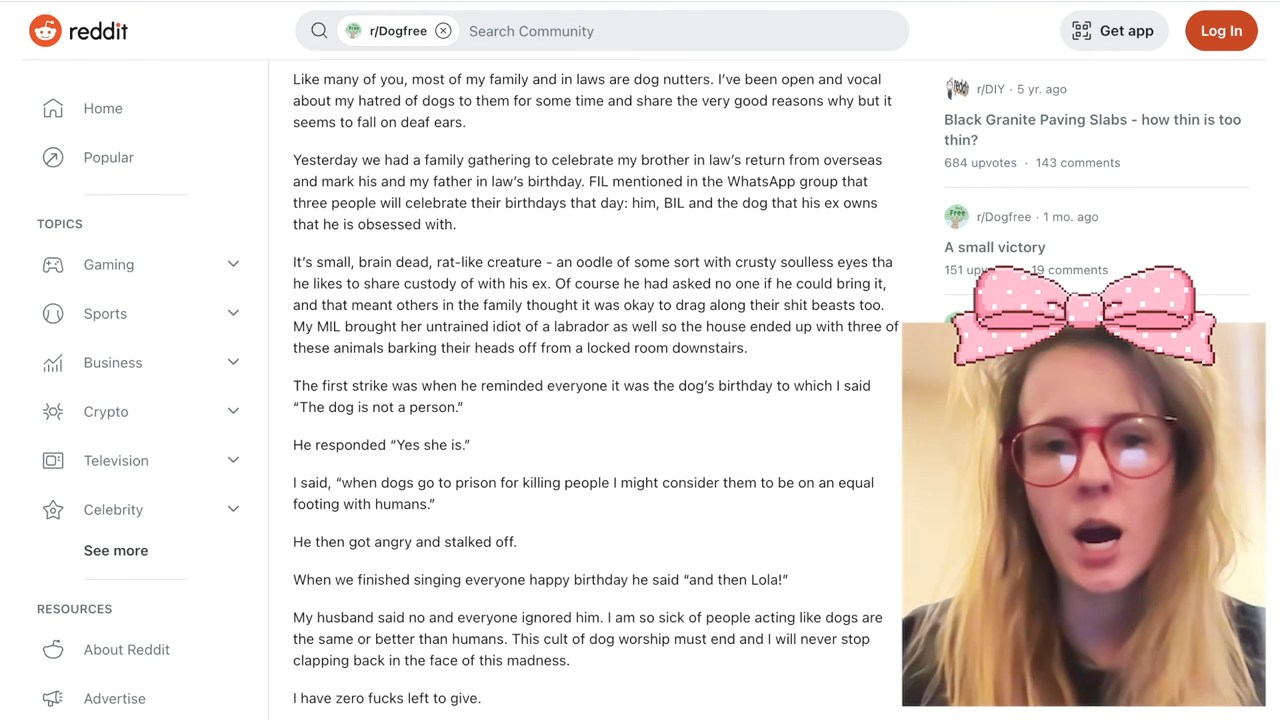 reddit
r/Dogfree
Search Community
Get app
Log In
Home
Popular
TOPICS
Gaming
Sports
Business
Crypto
Television
Celebrity
See more
RESOURCES
About Reddit
Advertise
Like many of you, most of my family and in laws are dog nutters. I’ve been open and vocal
about my hatred of dogs to them for some time and share the very good reasons why but it
seems to fall on deaf ears.
Yesterday we had a family gathering to celebrate my brother in law’s return from overseas
and mark his and my father in law’s birthday. FIL mentioned in the WhatsApp group that
three people will celebrate their birthdays that day: him, BIL and the dog that his ex owns
that he is obsessed with.
It’s small, brain dead, rat-like creature - an oodle of some sort with crusty soulless eyes tha
he likes to share custody of with his ex. Of course he had asked no one if he could bring it,
and that meant others in the family thought it was okay to drag along their shit beasts too.
My MIL brought her untrained idiot of a labrador as well so the house ended up with three of
these animals barking their heads off from a locked room downstairs.
The first strike was when he reminded everyone it was the dog’s birthday to which I said
“The dog is not a person.”
He responded “Yes she is.”
I said, “when dogs go to prison for killing people I might consider them to be on an equal
footing with humans.”
He then got angry and stalked off.
When we finished singing everyone happy birthday he said “and then Lola!”
My husband said no and everyone ignored him. I am so sick of people acting like dogs are
the same or better than humans. This cult of dog worship must end and I will never stop
clapping back in the face of this madness.
I have zero fucks left to give.
r/DIY · 5 yr. ago
Black Granite Paving Slabs - how thin is too
thin?
684 upvotes · 143 comments
r/Dogfree · 1 mo. ago
A small victory
151 19 comments